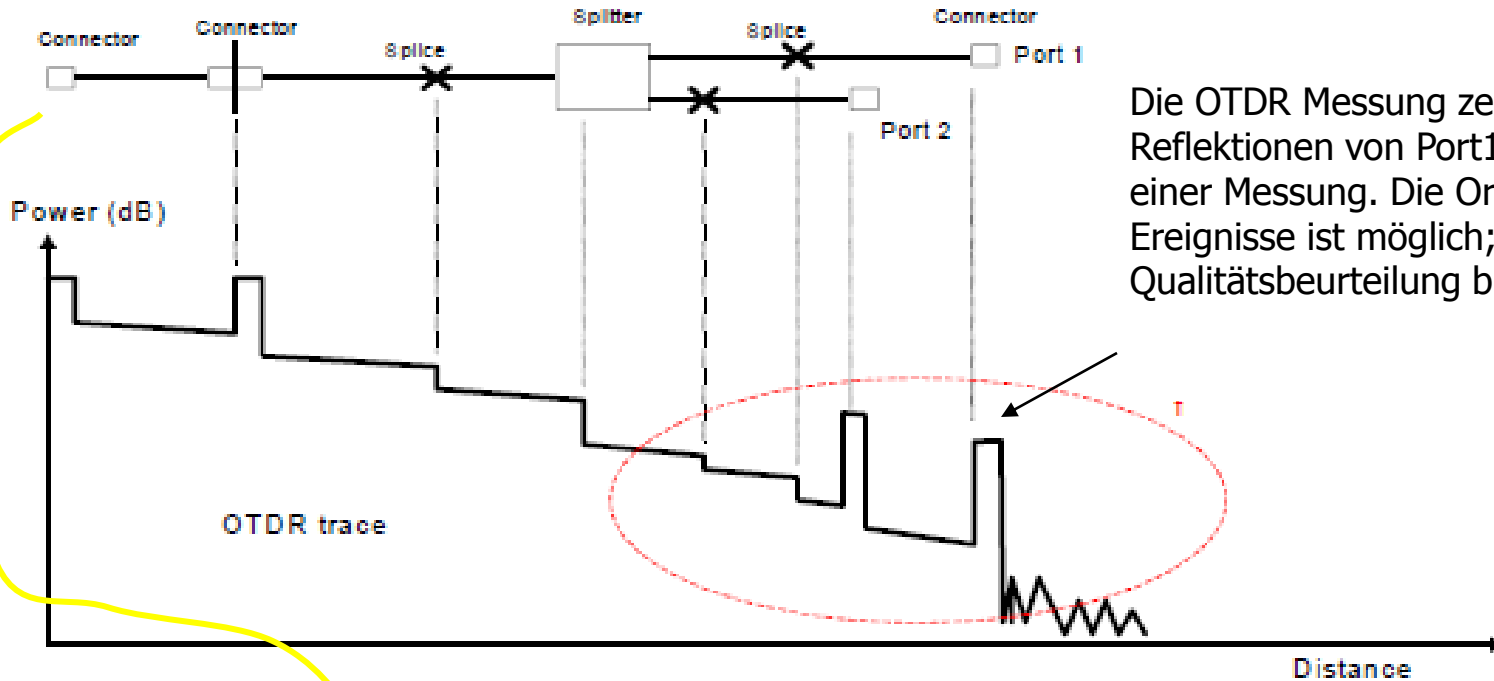 Splitter
Connector
Connector
Connector
Splice
Splice
Port 1
Port 2
Die OTDR Messung ze
Reflektionen von Port1
einer Messung. Die Or
Ereignisse ist möglich;
Qualitätsbeurteilung b
Power (dB)
OTDR trace
Distance